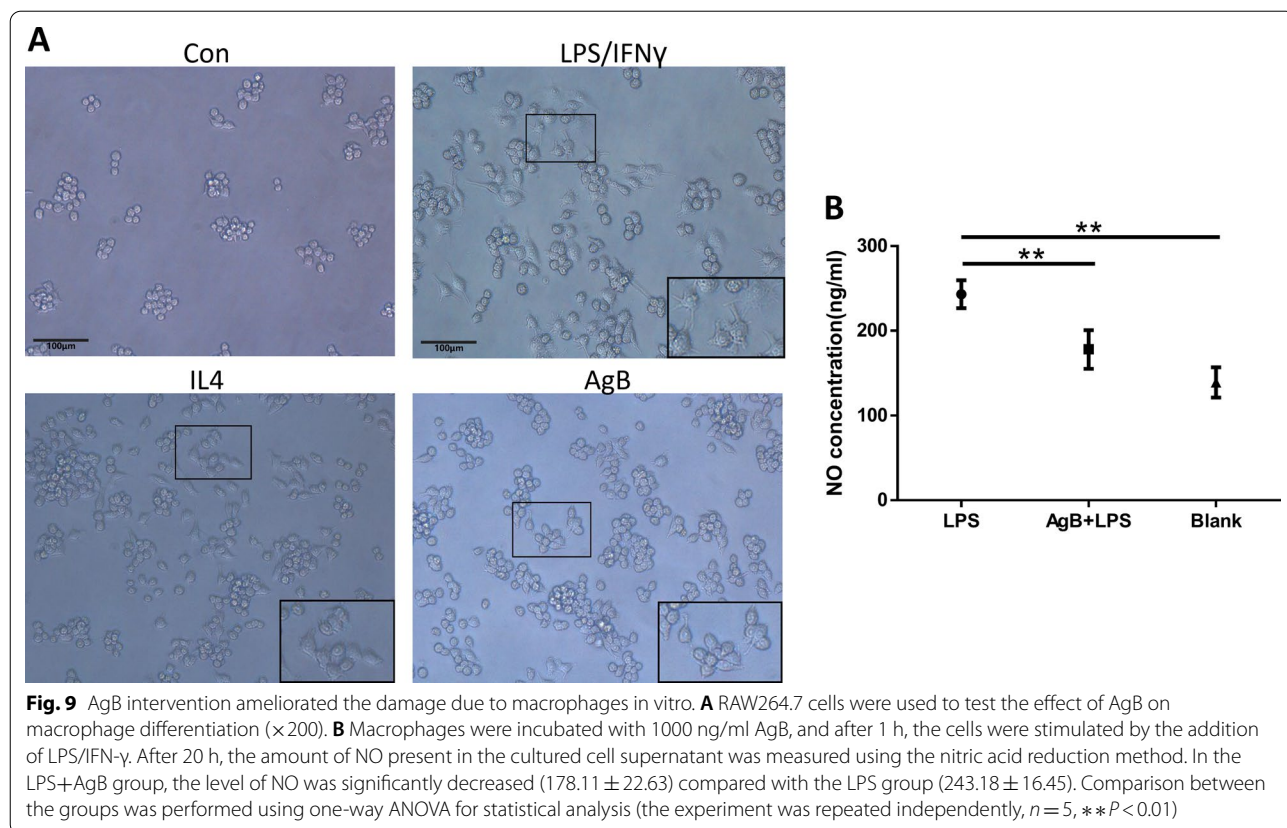 A
Con
LPS/IFNγ
100μm
100μm
IL4
AgB
B
**
**
300
200
100
0
NO concentration(ng/ml)
LPS
AgB+LPS
Blank
Fig. 9 AgB intervention ameliorated the damage due to macrophages in vitro. A RAW264.7 cells were used to test the effect of AgB on
macrophage differentiation (×200). B Macrophages were incubated with 1000 ng/ml AgB, and after 1 h, the cells were stimulated by the addition
of LPS/IFN-γ. After 20 h, the amount of NO present in the cultured cell supernatant was measured using the nitric acid reduction method. In the
LPS+AgB group, the level of NO was significantly decreased (178.11 ± 22.63) compared with the LPS group (243.18 ± 16.45). Comparison between
the groups was performed using one-way ANOVA for statistical analysis (the experiment was repeated independently, n = 5, **P < 0.01)